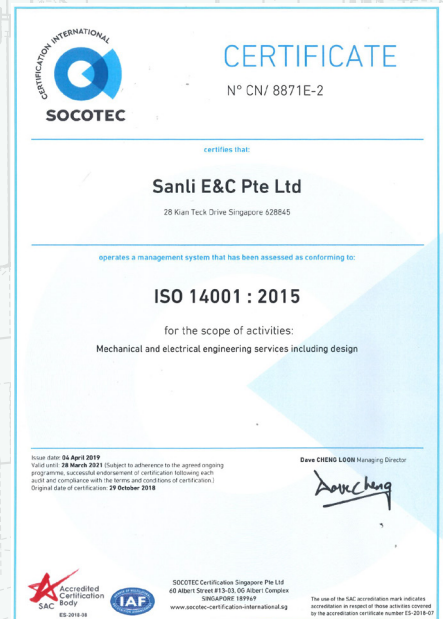 CERTIFICATION INTERNATIONAL
SOCOTEC
CERTIFICATE
N° CN/ 8871E-2
certifies that:
Sanli E&C Pte Ltd
28 Kian Teck Drive Singapore 628845
operates a management system that has been assessed as conforming to:
ISO 14001 : 2015
for the scope of activities:
Mechanical and electrical engineering services including design
Issue date: 04 April 2019
Valid until: 28 March 2021 (Subject to adherence to the agreed ongoing
programme, successful endorsement of certification following each
audit and compliance with the terms and conditions of certification.)
Original date of certification: 29 October 2018
Dave CHENG LOON Managing Director
Dave Cheng
SAC
Accredited
Certification
Body
ES-2018-08
IAF
SOCOTEC Certification Singapore Pte Ltd
60 Albert Street #13-03, OG Albert Complex
SINGAPORE 189969
www.socotec-certification-international.sg
The use of the SAC accreditation mark indicates
accreditation in respect of those activities covered
by the accreditation certificate number ES-2018-07